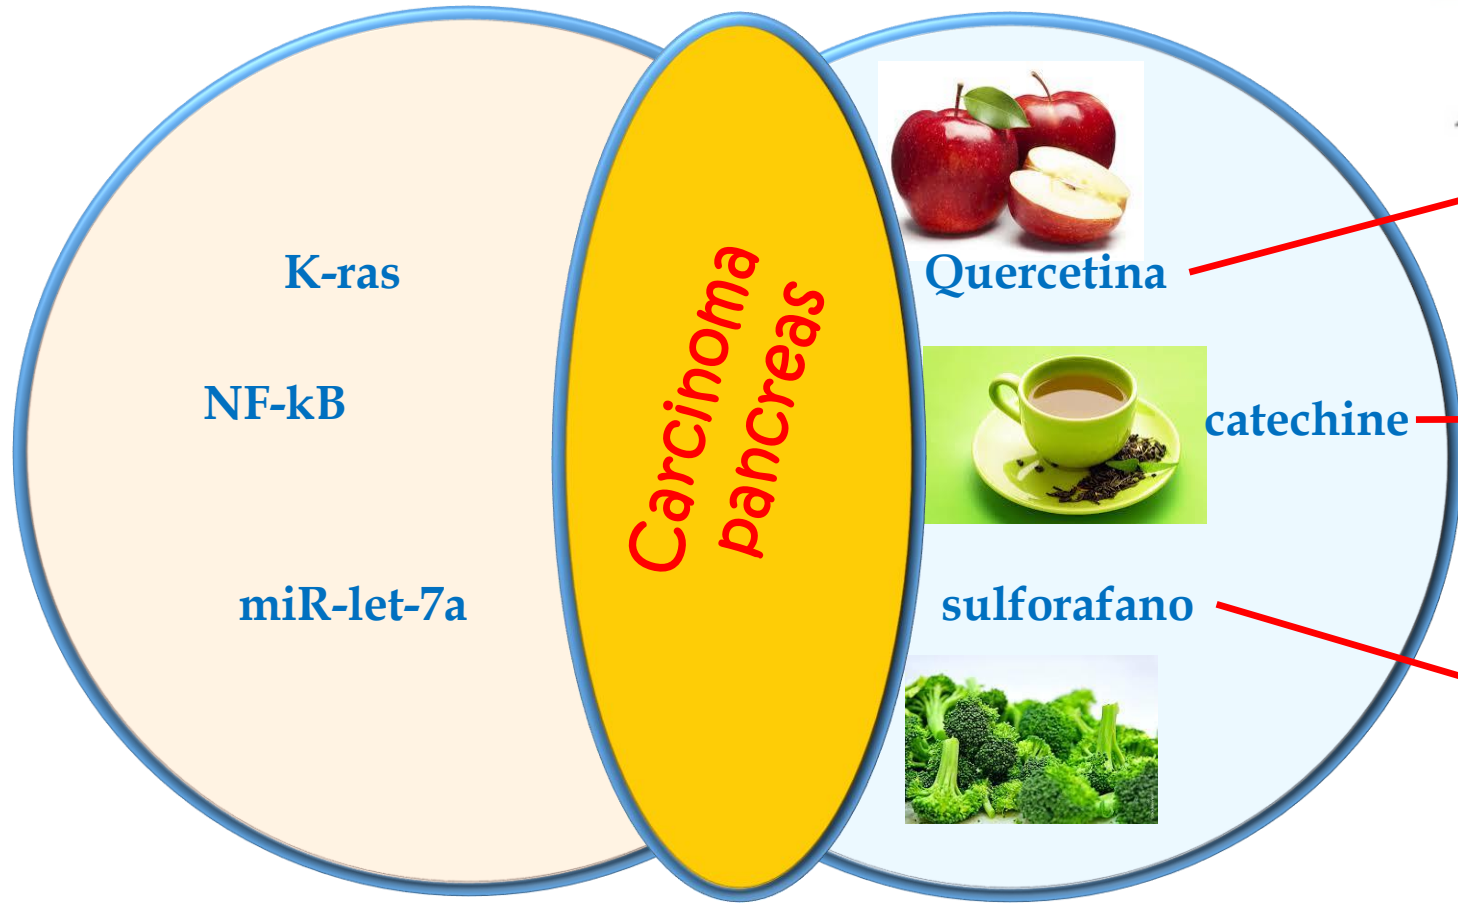 K-ras
NF-kB
miR-let-7a
Carcinoma
pancreas
Quercetina
catechine
sulforafano